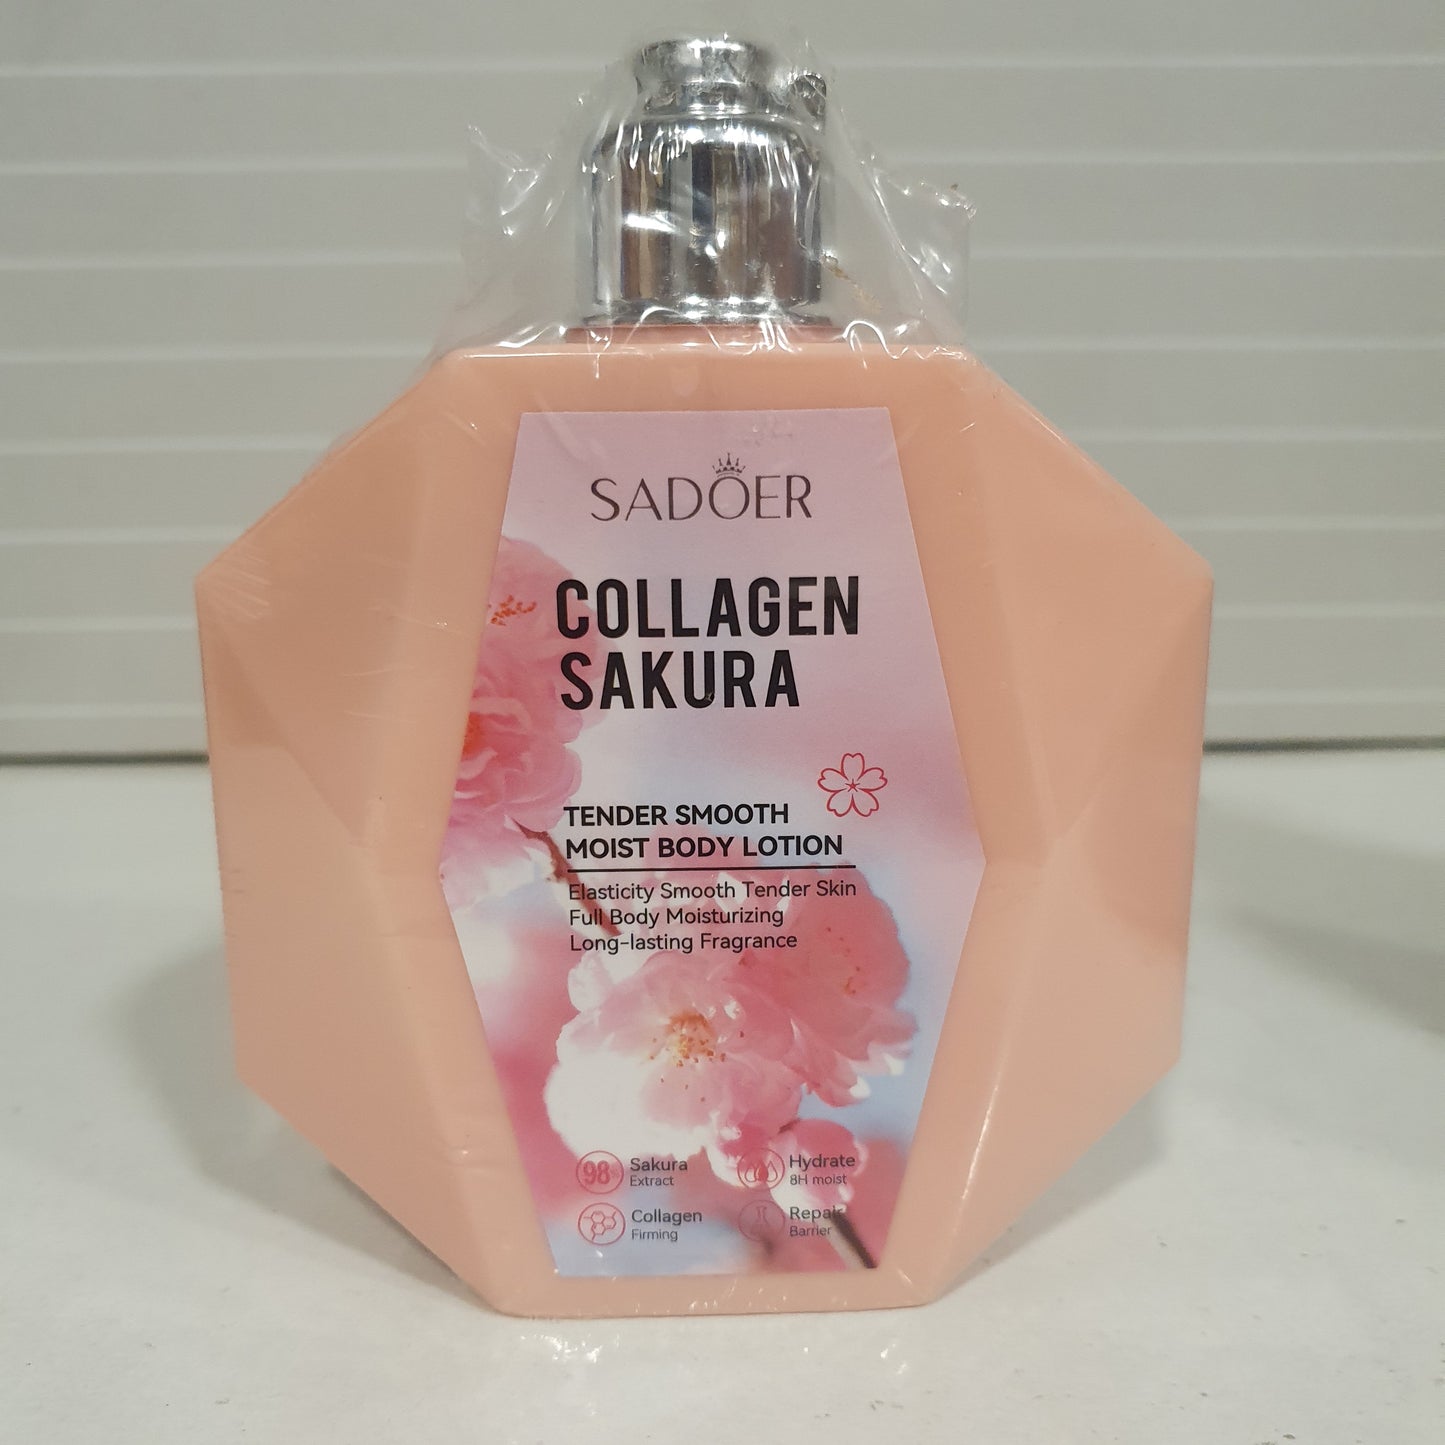 SADOER
COLLAGEN
SAKURA
TENDER SMOOTH
MOIST BODY LOTION
Elasticity Smooth Tender Skin
Full Body Moisturizing
Long-lasting Fragrance
98
Sakura
Extract
Hydrate
8H moist
Collagen
Firming
Repair
Barrier